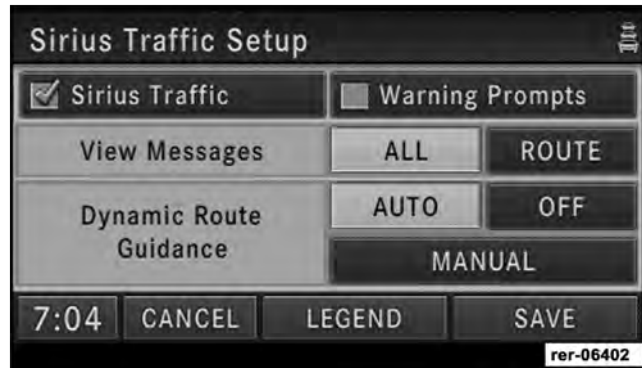 Sirius Traffic Setup
Sirius Traffic
Warning Prompts
View Messages
ALL
ROUTE
Dynamic Route
Guidance
AUTO
OFF
MANUAL
7:04
CANCEL
LEGEND
SAVE
rer-06402